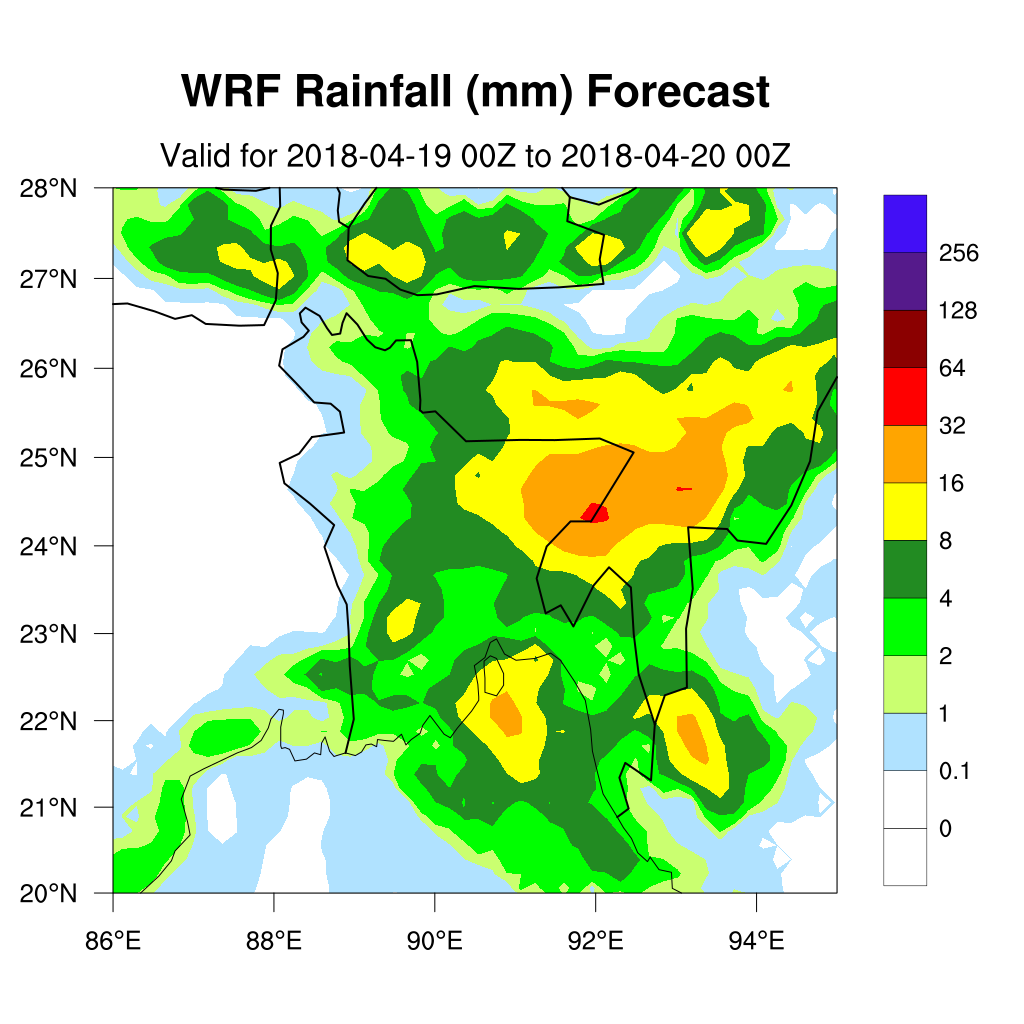 WRF Rainfall (mm) Forecast
Valid for 2018-04-19 00Z to 2018-04-20 00Z
28°N
27°N
26°N
25°N
24°N
23°N
22°N
21°N
20°N
86°E 88°E 90°E 92°E 94°E
256
128
64
32
16
8
4
2
1
0.1
0